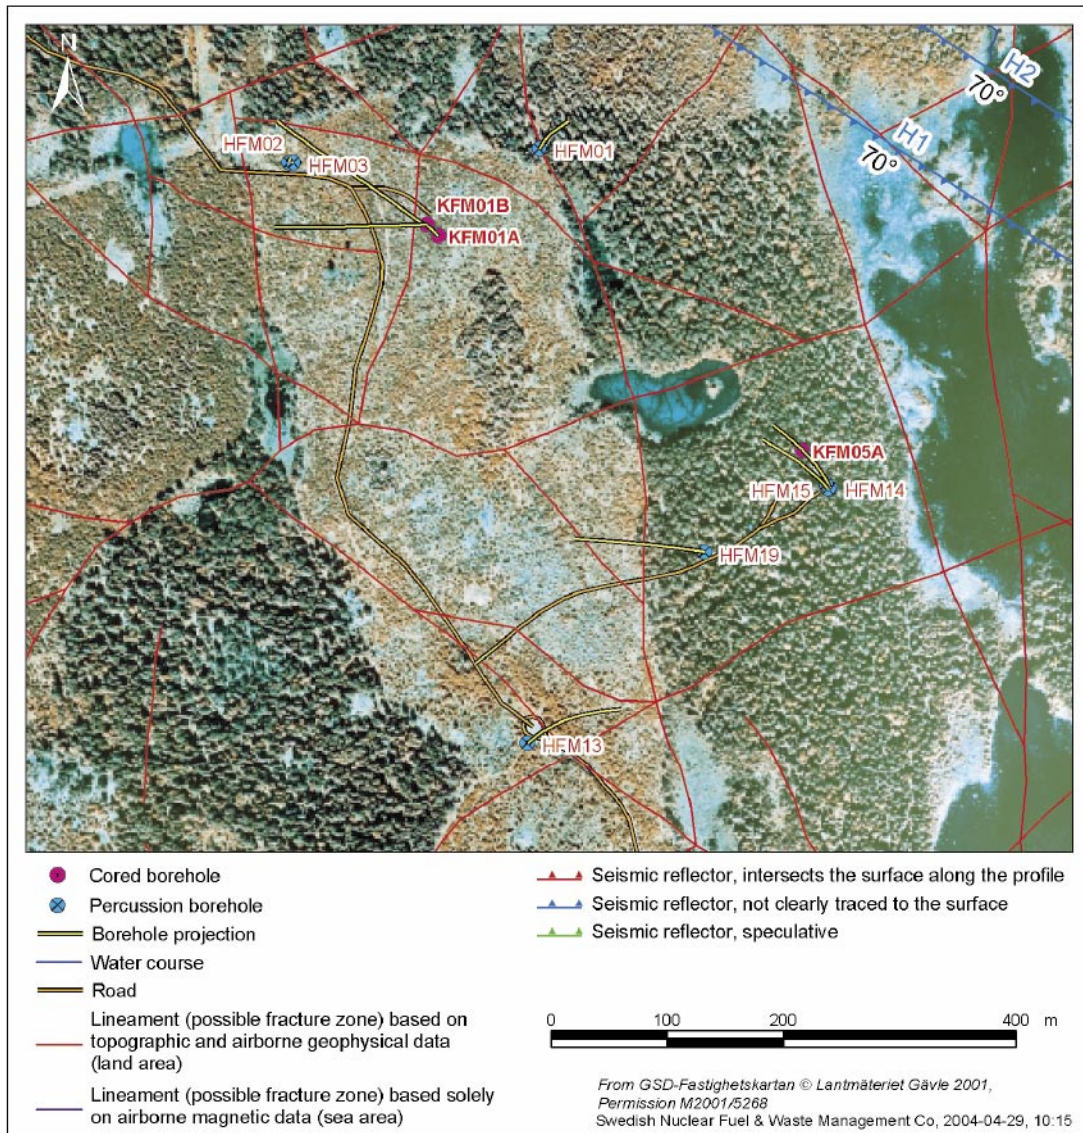 N
H2
70°
H1
70°
HFM02
HFM03
HFM01
KFM01B
KFM01A
KFM05A
HFM15
HFM14
HFM19
HFM13
Cored borehole
Percussion borehole
Borehole projection
Water course
Road
Lineament (possible fracture zone) based on
topographic and airborne geophysical data
(land area)
Lineament (possible fracture zone) based solely
on airborne magnetic data (sea area)
Seismic reflector, intersects the surface along the profile
Seismic reflector, not clearly traced to the surface
Seismic reflector, speculative
0 100 200 400 m
From GSD-Fastighetskartan © Lantmäteriet Gävle 2001,
Permission M2001/5268
Swedish Nuclear Fuel & Waste Management Co, 2004-04-29, 10:15